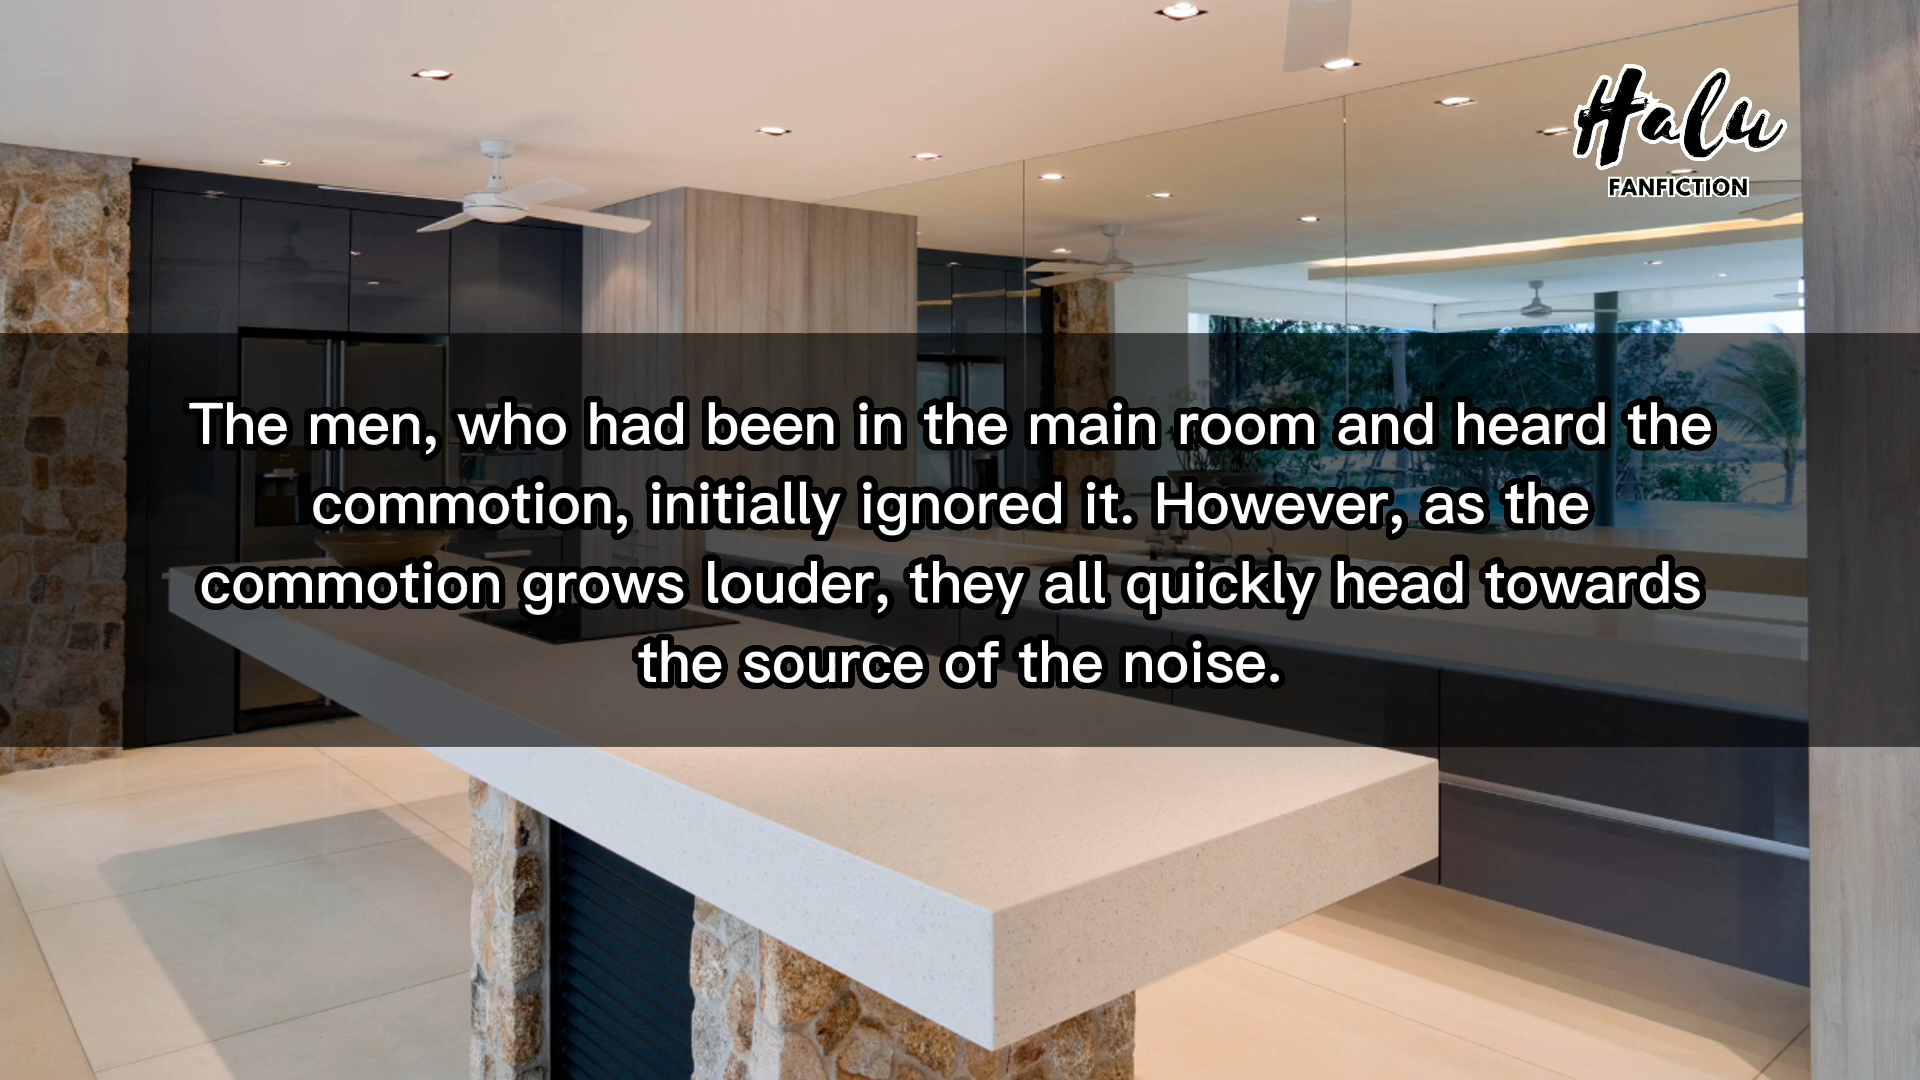 Halu
FANFICTION
The men, who had been in the main room and heard the
commotion, initially ignored it. However, as the
commotion grows louder, they all quickly head towards
the source of the noise.